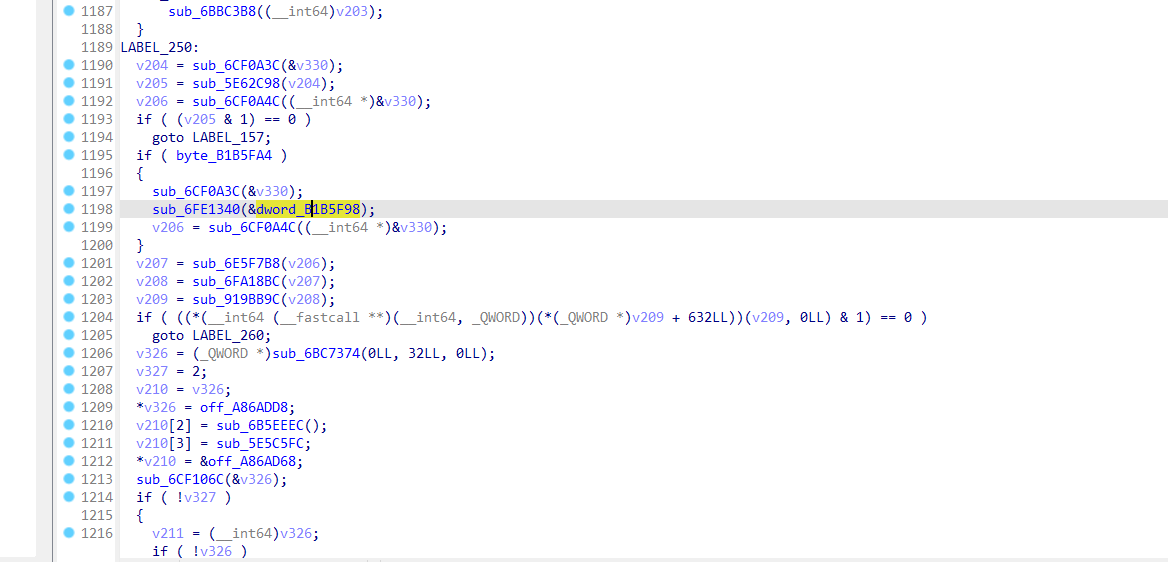 1187 sub_6BBC3B8((__int64)v203);
1188 }
1189 LABEL_250:
1190 v204 = sub_6CF0A3C(&v330);
1191 v205 = sub_5E62C98(v204);
1192 v206 = sub_6CF0A4C((__int64 *)&v330);
1193 if ( (v205 & 1) == 0 )
1194 goto LABEL_157;
1195 if ( byte_B1B5FA4 )
1196 {
1197 sub_6CF0A3C(&v330);
1198 sub_6FE1340(&dword_B1B5F98);
1199 v206 = sub_6CF0A4C((__int64 *)&v330);
1200 }
1201 v207 = sub_6E5F7B8(v206);
1202 v208 = sub_6FA18BC(v207);
1203 v209 = sub_919BB9C(v208);
1204 if ( ((*(__int64 (__fastcall **)(__int64, _QWORD))(*(_QWORD *)v209 + 632LL))(v209, 0LL) & 1) == 0 )
1205 goto LABEL_260;
1206 v326 = (_QWORD *)sub_6BC7374(0LL, 32LL, 0LL);
1207 v327 = 2;
1208 v210 = v326;
1209 *v326 = off_A86ADD8;
1210 v210[2] = sub_6B5EEEC();
1211 v210[3] = sub_5E5C5FC;
1212 *v210 = &off_A86AD68;
1213 sub_6CF106C(&v326);
1214 if ( !v327 )
1215 {
1216 v211 = (__int64)v326;
if ( !v326 )